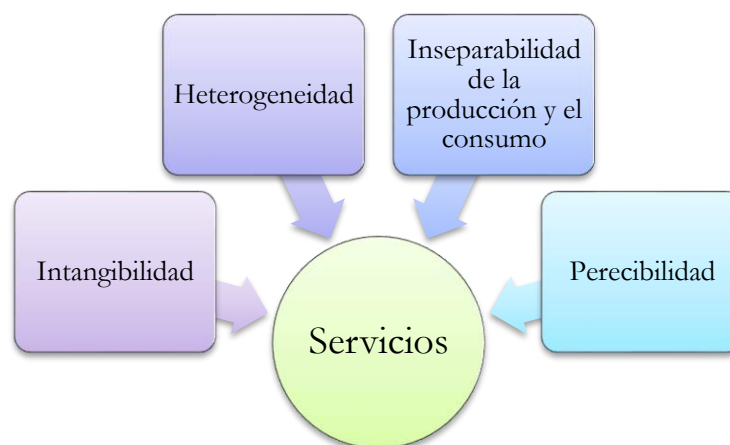 Heterogeneidad
Inseparabilidad
de la
producción y el
consumo
Intangibilidad
Perecibilidad
Servicios